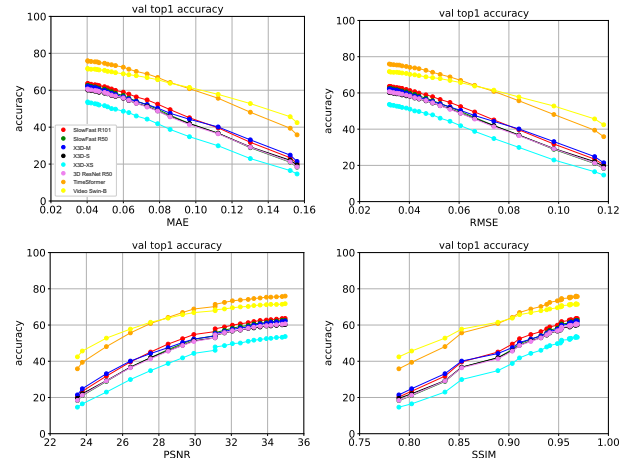 val top1 accuracy
100
80
60
40
20
0
accuracy
SlowFast R101
SlowFast R50
X3D-M
X3D-S
X3D-XS
3D ResNet R50
TimeSformer
Video Swin-B
0.02 0.04 0.06 0.08 0.10 0.12 0.14 0.16
MAE
val top1 accuracy
100
80
60
40
20
0
accuracy
0.02 0.04 0.06 0.08 0.10 0.12
RMSE
val top1 accuracy
100
80
60
40
20
0
accuracy
22 24 26 28 30 32 34 36
PSNR
val top1 accuracy
100
80
60
40
20
0
accuracy
0.75 0.80 0.85 0.90 0.95 1.00
SSIM